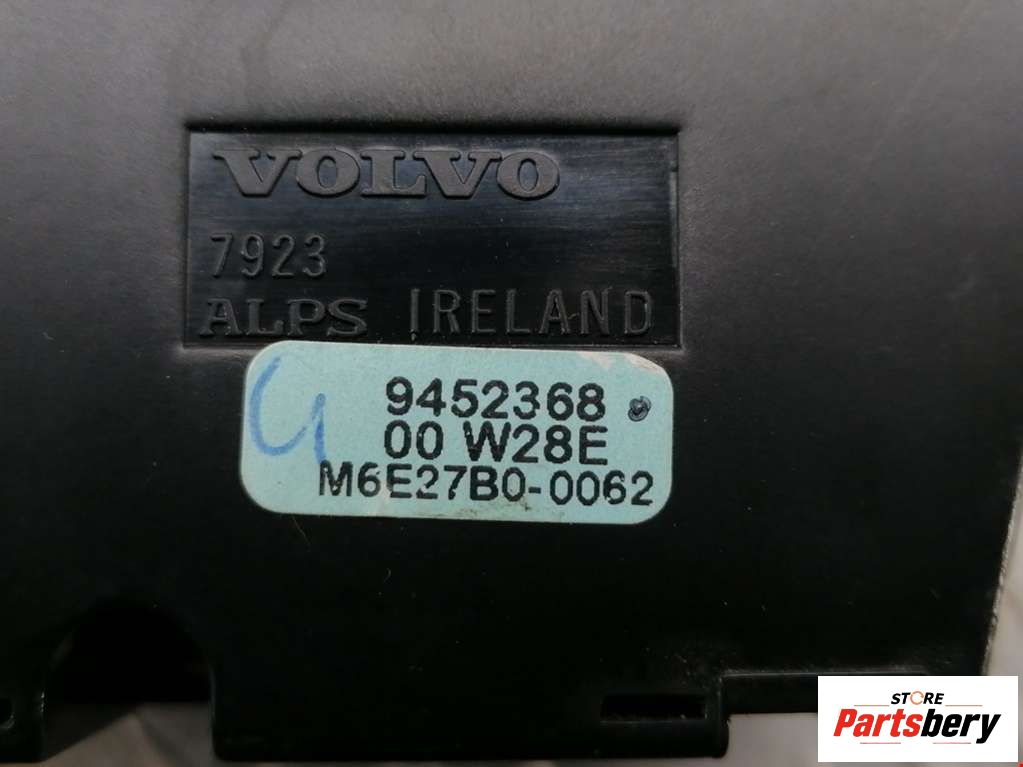 VOLVO
7923
ALPS IRELAND
9452368
00 W28E
M6E27B0-0062
STORE
Partsbery